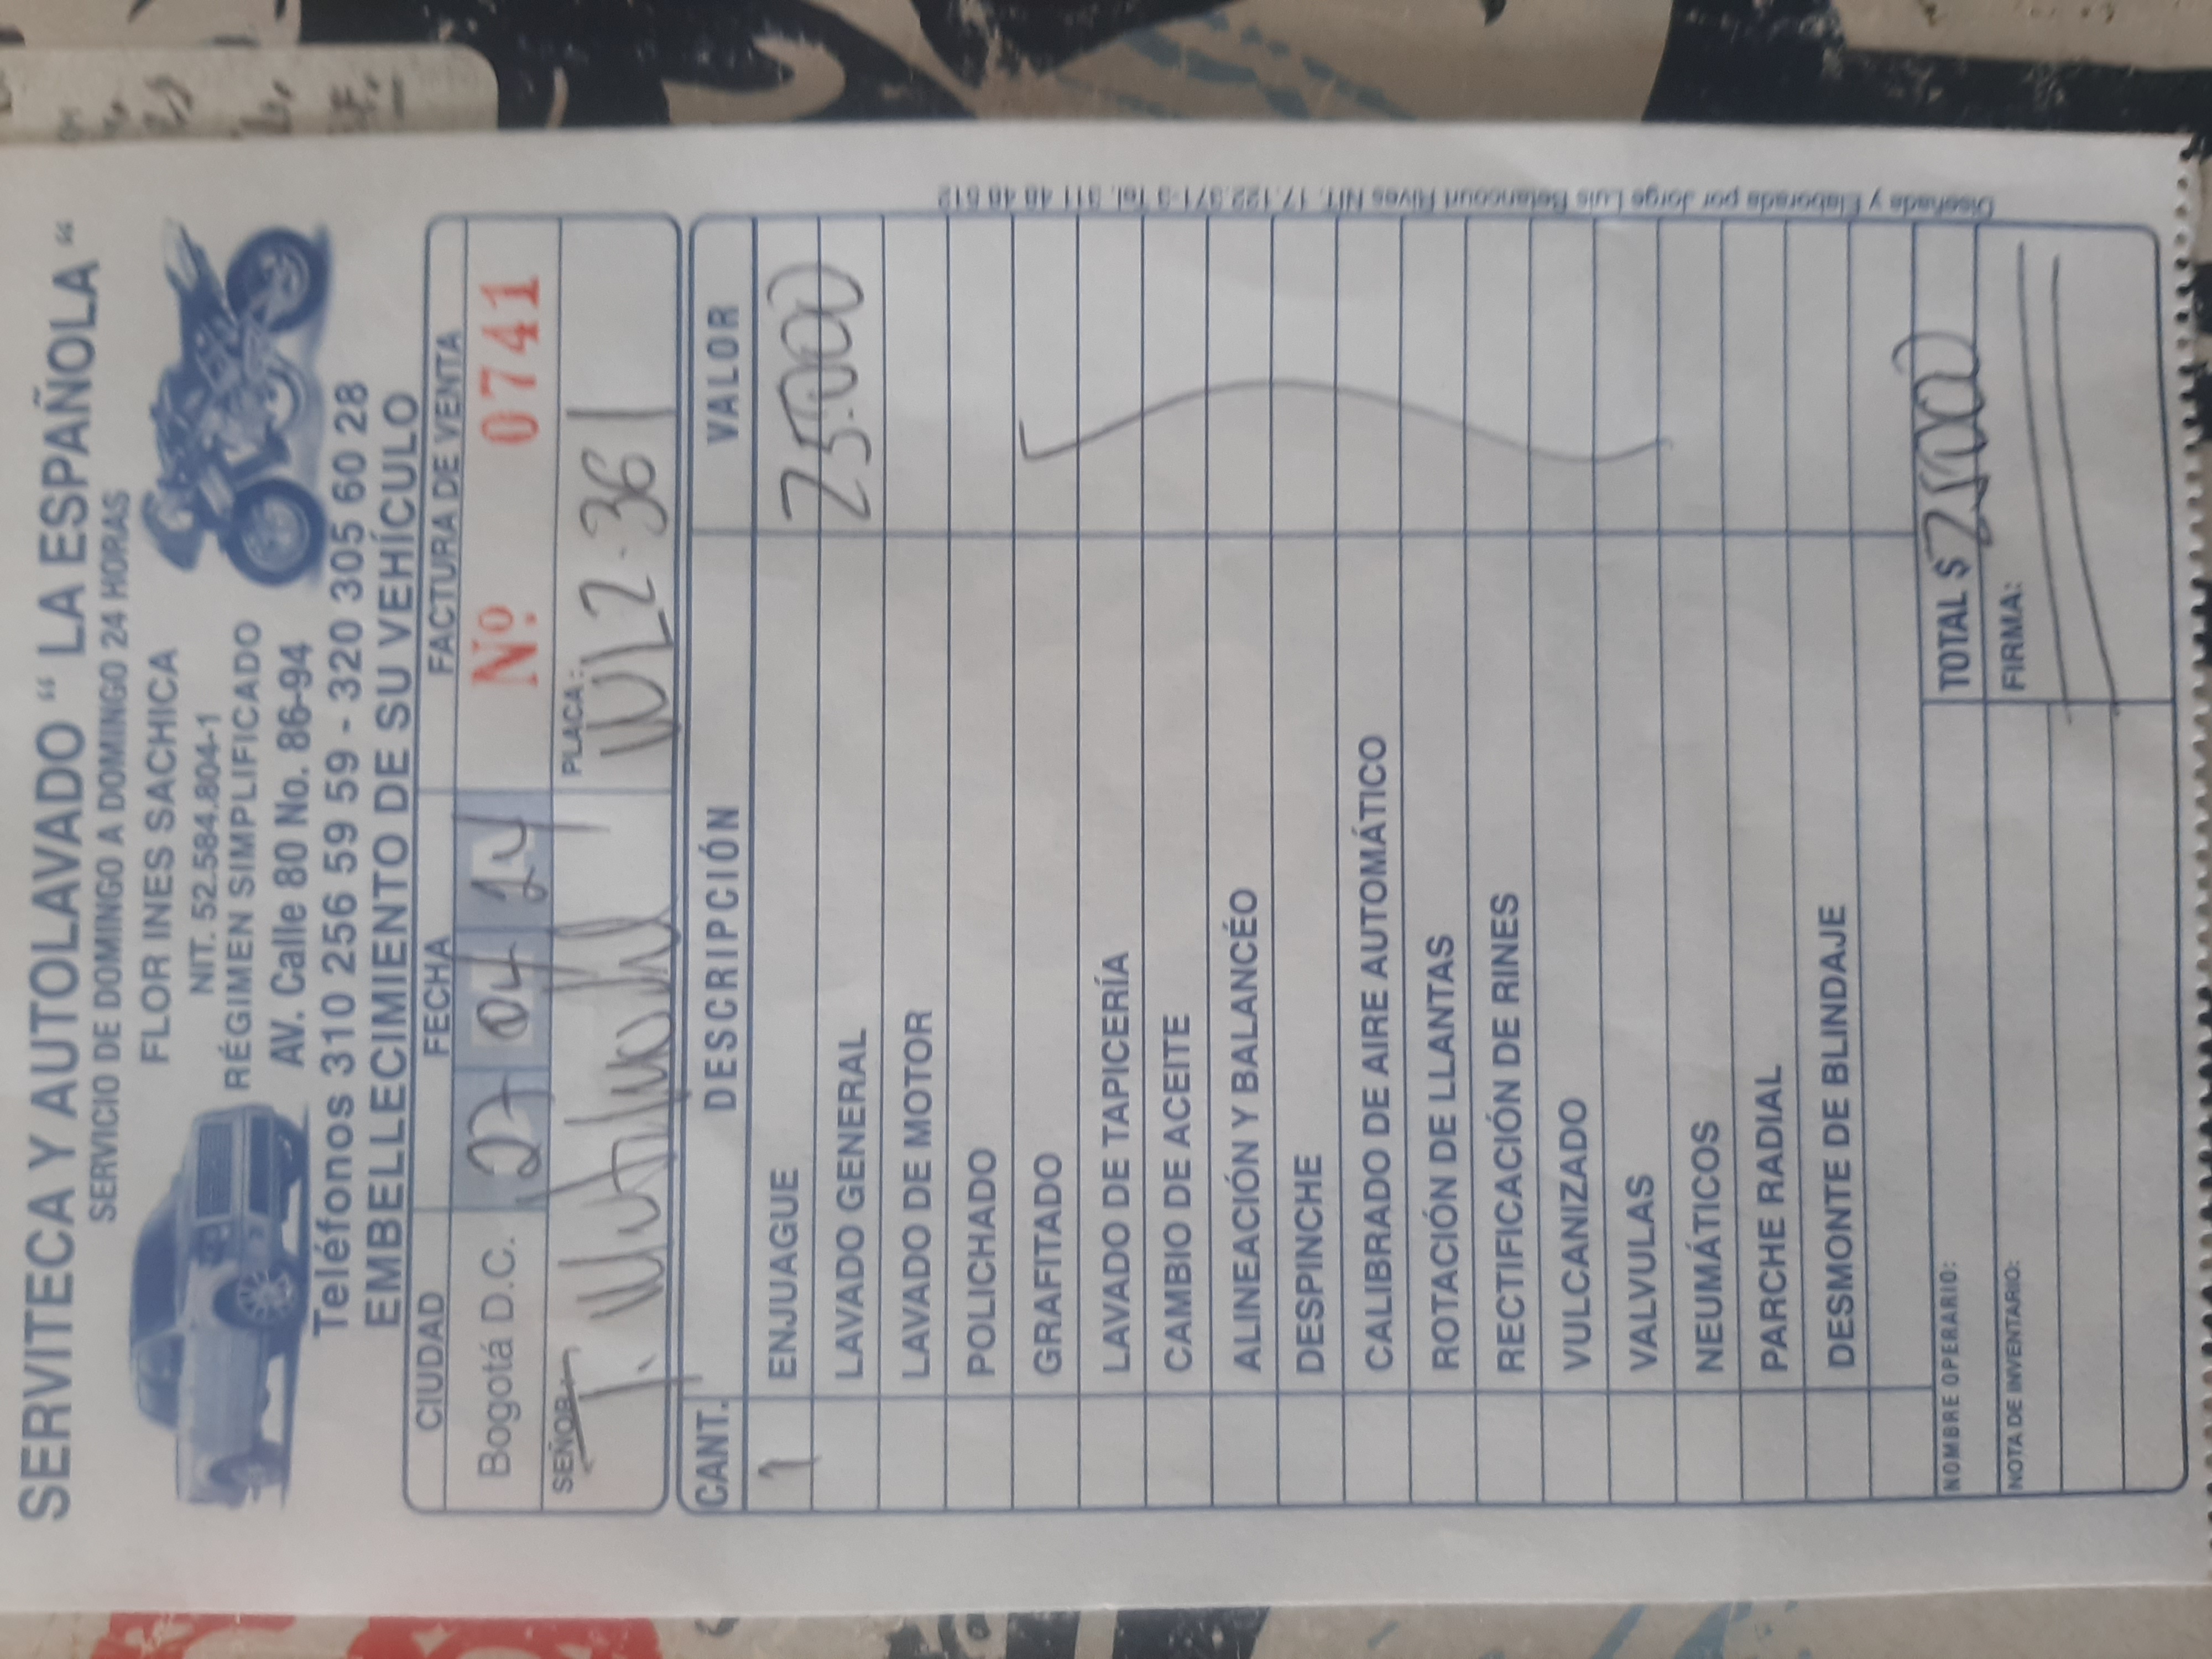 SERVITECA Y AUTOLAVADO “ LA ESPAÑOLA “
SERVICIO DE DOMINGO A DOMINGO 24 HORAS
FLOR INES SACHICA
NIT. 52.584.804-1
RÉGIMEN SIMPLIFICADO
AV. Calle 80 No. 86-94
Teléfonos 310 256 59 59 - 320 305 60 28
EMBELLECIMIENTO DE SU VEHÍCULO
CIUDAD FECHA FACTURA DE VENTA
Bogotá D.C. 27 04 24 Nº. 0741
SEÑOR PLACA: WL2·361
CANT. DESCRIPCIÓN VALOR
1 ENJUAGUE 25.000
LAVADO GENERAL
LAVADO DE MOTOR
POLICHADO
GRAFITADO
LAVADO DE TAPICERÍA
CAMBIO DE ACEITE
ALINEACIÓN Y BALANCÉO
DESPINCHE
CALIBRADO DE AIRE AUTOMÁTICO
ROTACIÓN DE LLANTAS
RECTIFICACIÓN DE RINES
VULCANIZADO
VALVULAS
NEUMÁTICOS
PARCHE RADIAL
DESMONTE DE BLINDAJE
NOMBRE OPERARIO: TOTAL $ 25000
NOTA DE INVENTARIO: FIRMA:
Diseñada y Elaborada por Jorge Luis Betancourt Rives NIT. 17.122.371-3 Tel. 311 48 48 512